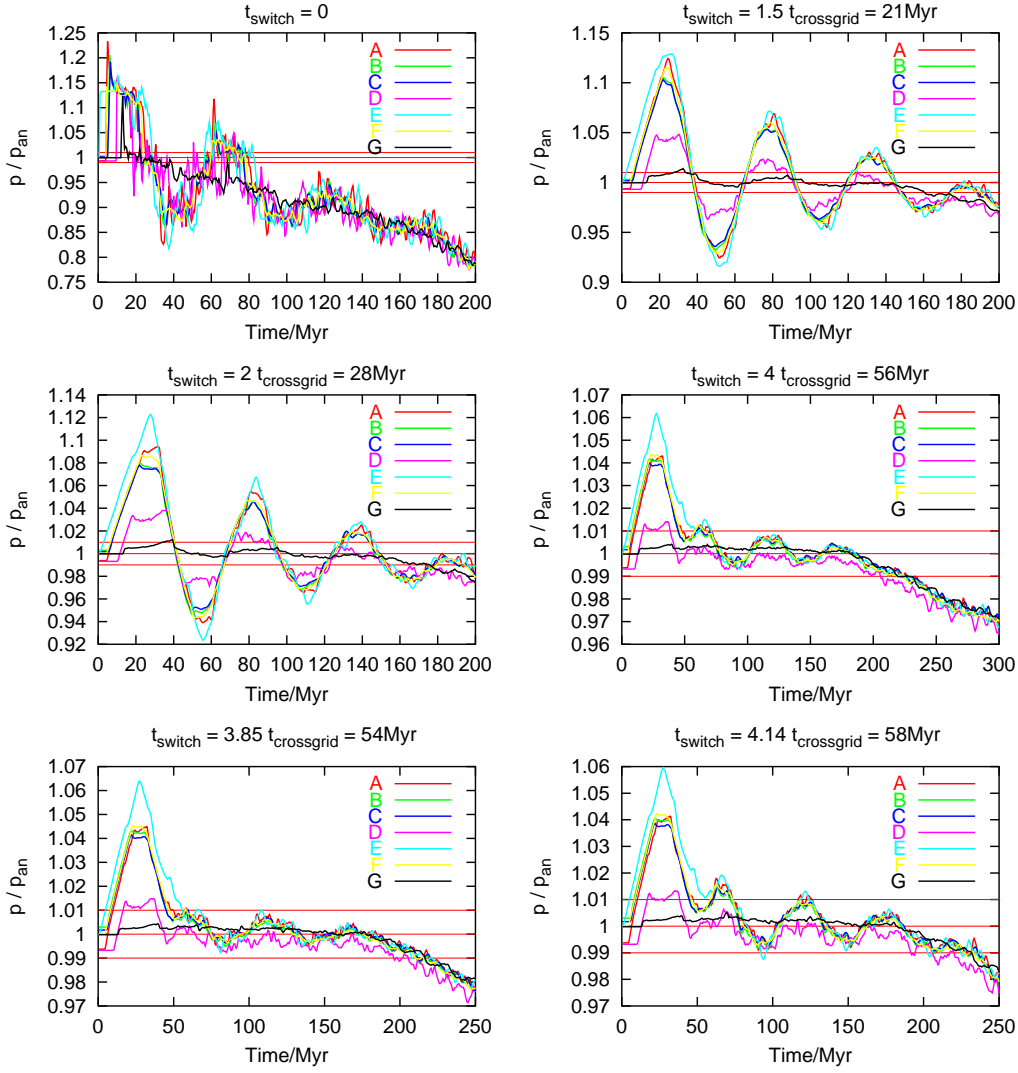 t_switch = 0
p / p_an
1.25
1.2
1.15
1.1
1.05
1
0.95
0.9
0.85
0.8
0.75
A
B
C
D
E
F
G
0 20 40 60 80 100 120 140 160 180 200
Time/Myr
t_switch = 1.5 t_crossgrid = 21Myr
p / p_an
1.15
1.1
1.05
1
0.95
0.9
A
B
C
D
E
F
G
0 20 40 60 80 100 120 140 160 180 200
Time/Myr
t_switch = 2 t_crossgrid = 28Myr
p / p_an
1.14
1.12
1.1
1.08
1.06
1.04
1.02
1
0.98
0.96
0.94
0.92
A
B
C
D
E
F
G
0 20 40 60 80 100 120 140 160 180 200
Time/Myr
t_switch = 4 t_crossgrid = 56Myr
p / p_an
1.07
1.06
1.05
1.04
1.03
1.02
1.01
1
0.99
0.98
0.97
0.96
A
B
C
D
E
F
G
0 50 100 150 200 250 300
Time/Myr
t_switch = 3.85 t_crossgrid = 54Myr
p / p_an
1.07
1.06
1.05
1.04
1.03
1.02
1.01
1
0.99
0.98
0.97
A
B
C
D
E
F
G
0 50 100 150 200 250
Time/Myr
t_switch = 4.14 t_crossgrid = 58Myr
p / p_an
1.06
1.05
1.04
1.03
1.02
1.01
1
0.99
0.98
0.97
A
B
C
D
E
F
G
0 50 100 150 200 250
Time/Myr